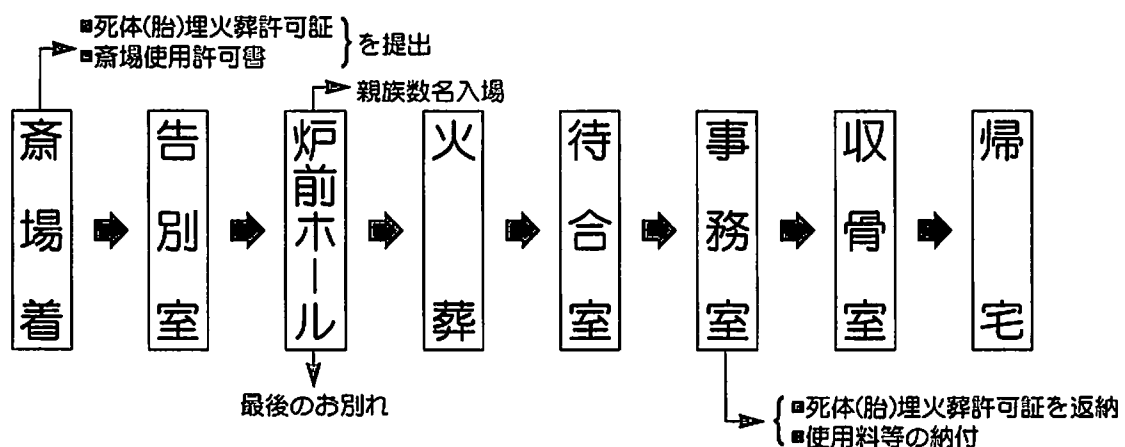 ■死体(胎)埋火葬許可証
■斎場使用許可書
を提出
親族数名入場
斎場着
告別室
炉前ホール
火葬
待合室
事務室
収骨室
帰宅
最後のお別れ
■死体(胎)埋火葬許可証を返納
■使用料等の納付